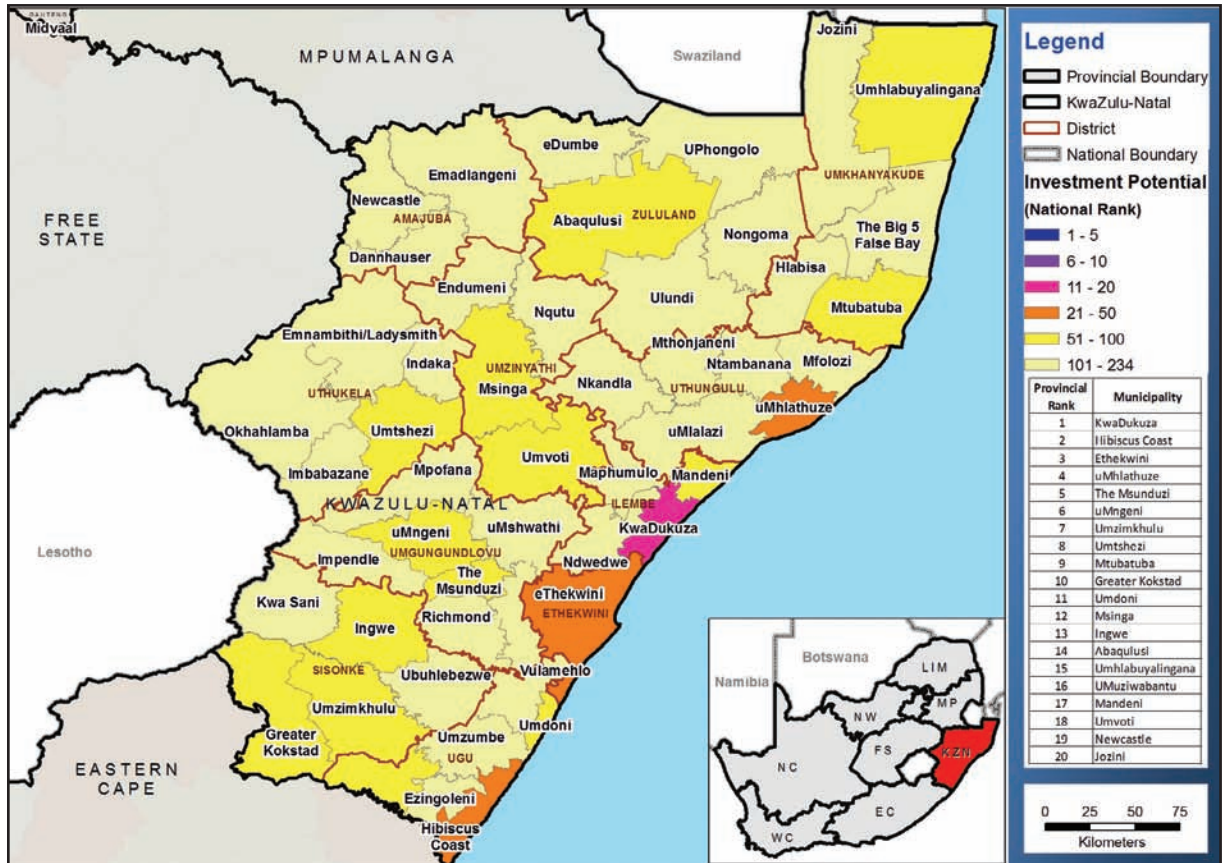 GAUTENG
Midvaal
MPUMALANGA
Swaziland
Jozini
Umhlabuyalingana
eDumbe
UPhongolo
Emadlangeni
UMKHANYAKUDE
Newcastle
AMAJUBA
Abaqulusi
ZULULAND
FREE
STATE
Nongoma
The Big 5
False Bay
Dannhauser
Hlabisa
Endumeni
Ulundi
Mtubatuba
Nqutu
Emnambithi/Ladysmith
Mthonjaneni
Indaka
UMZINYATHI
Ntambanana
Mfolozi
UTHUKELA
Msinga
Nkandla
UTHUNGULU
uMhlathuze
Okhahlamba
Umtshezi
uMlalazi
Imbabazane
Mpofana
Umvoti
Maphumulo
Mandeni
KWAZULU-NATAL
ILEMBE
uMngeni
uMshwathi
KwaDukuza
Lesotho
Impendle
UMGUNGUNDLOVU
Ndwedwe
The
Msunduzi
eThekwini
Kwa Sani
ETHEKWINI
Richmond
Ingwe
SISONKE
Ubuhlebezwe
Vulamehlo
Umzimkhulu
Umdoni
Greater
Kokstad
Umzumbe
UGU
EASTERN
CAPE
Ezingoleni
Hibiscus
Coast
Botswana
Namibia
LIM
NW
MP
FS
KZN
NC
EC
WC
Legend
Provincial Boundary
KwaZulu-Natal
District
National Boundary
Investment Potential
(National Rank)
1 - 5
6 - 10
11 - 20
21 - 50
51 - 100
101 - 234
Provincial Rank Municipality
1 KwaDukuza
2 Hibiscus Coast
3 Ethekwini
4 uMhlathuze
5 The Msunduzi
6 uMngeni
7 Umzimkhulu
8 Umtshezi
9 Mtubatuba
10 Greater Kokstad
11 Umdoni
12 Msinga
13 Ingwe
14 Abaqulusi
15 Umhlabuyalingana
16 UMuziwabantu
17 Mandeni
18 Umvoti
19 Newcastle
20 Jozini
0 25 50 75
Kilometers